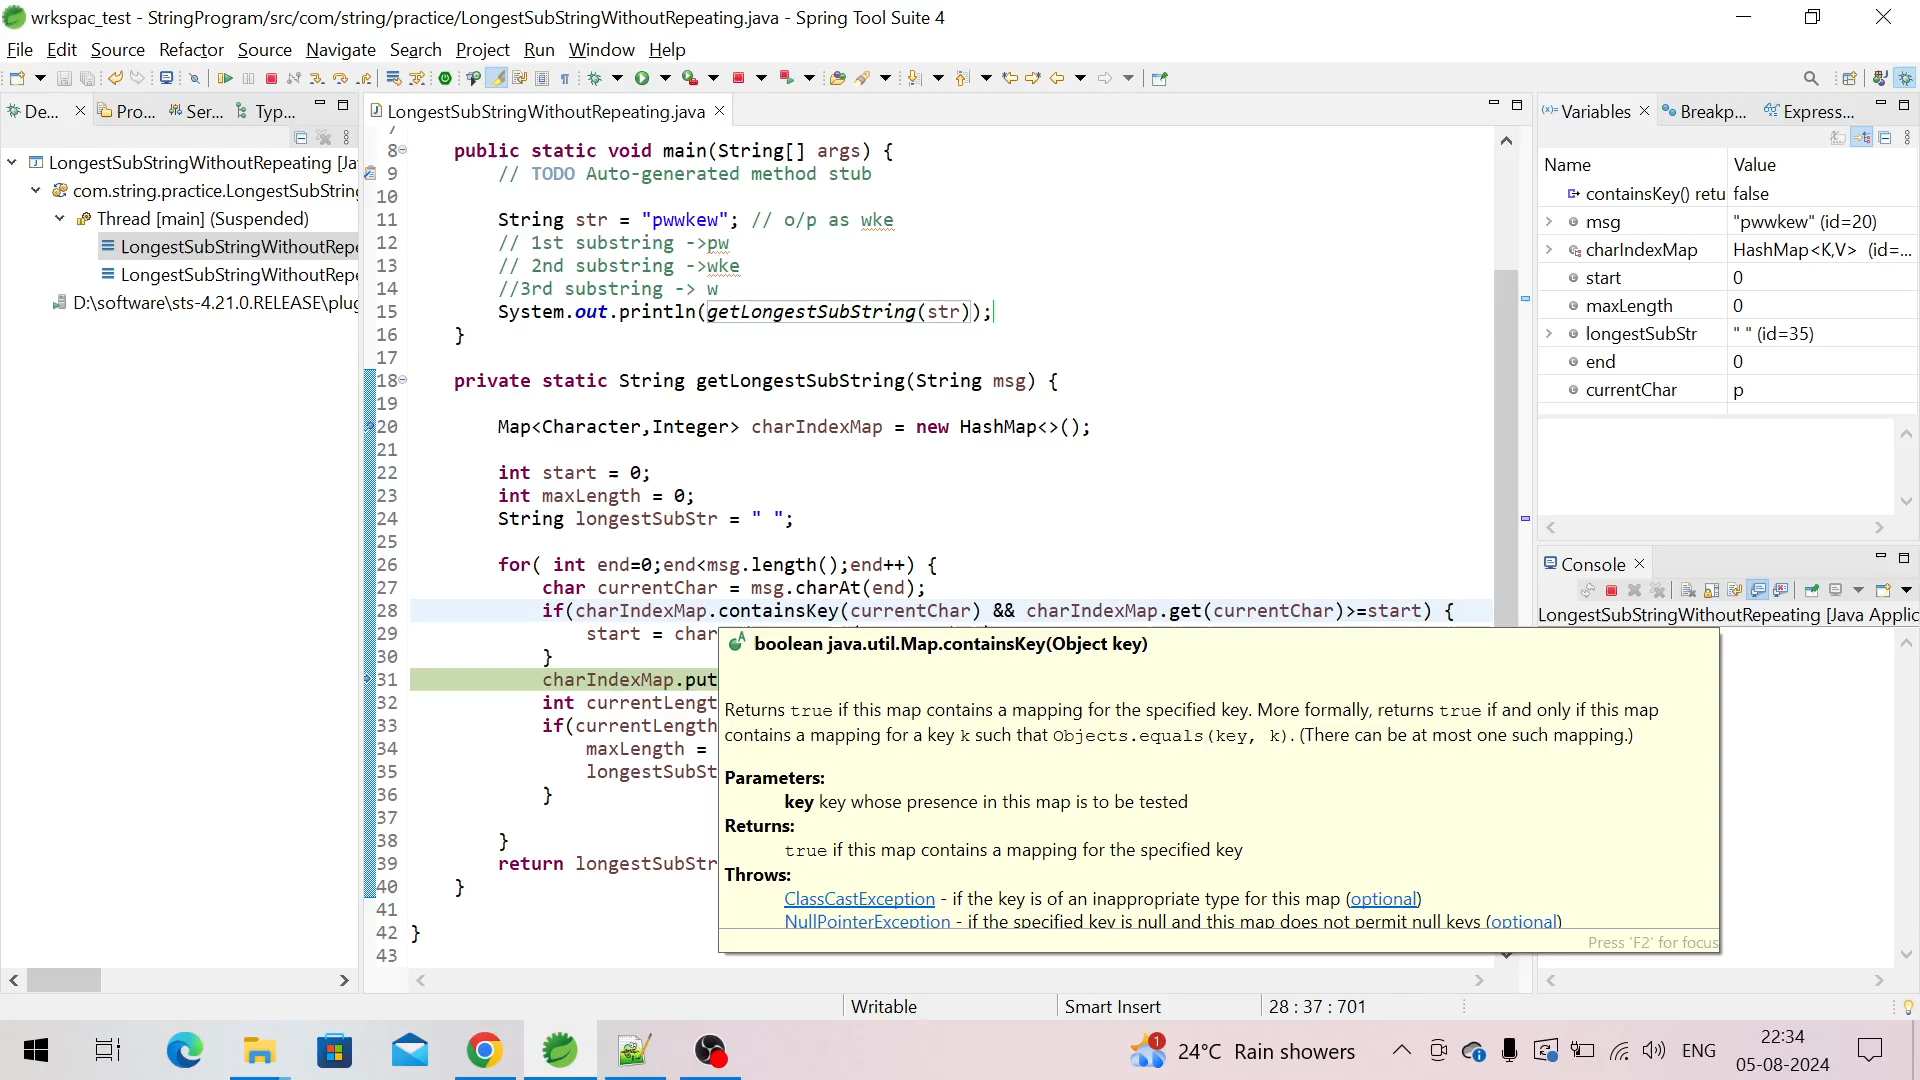 wrkspac_test - StringProgram/src/com/string/practice/LongestSubStringWithoutRepeating.java - Spring Tool Suite 4
File Edit Source Refactor Source Navigate Search Project Run Window Help
De... Pro... Ser... Typ...
LongestSubStringWithoutRepeating [Ja
com.string.practice.LongestSubString
Thread [main] (Suspended)
LongestSubStringWithoutRepe
LongestSubStringWithoutRepe
D:\software\sts-4.21.0.RELEASE\plug
LongestSubStringWithoutRepeating.java
7
8 public static void main(String[] args) {
9 // TODO Auto-generated method stub
10
11 String str = "pwwkew"; // o/p as wke
12 // 1st substring ->pw
13 // 2nd substring ->wke
14 //3rd substring -> w
15 System.out.println(getLongestSubString(str));
16 }
17
18 private static String getLongestSubString(String msg) {
19
20 Map<Character,Integer> charIndexMap = new HashMap<>();
21
22 int start = 0;
23 int maxLength = 0;
24 String longestSubStr = " ";
25
26 for( int end=0;end<msg.length();end++) {
27 char currentChar = msg.charAt(end);
28 if(charIndexMap.containsKey(currentChar) && charIndexMap.get(currentChar)>=start) {
29 start = char
30 }
31 charIndexMap.put
32 int currentLengt
33 if(currentLength
34 maxLength =
35 longestSubSt
36 }
37
38 }
39 return longestSubStr
40 }
41
42 }
43
boolean java.util.Map.containsKey(Object key)
Returns true if this map contains a mapping for the specified key. More formally, returns true if and only if this map
contains a mapping for a key k such that Objects.equals(key, k). (There can be at most one such mapping.)
Parameters:
key key whose presence in this map is to be tested
Returns:
true if this map contains a mapping for the specified key
Throws:
ClassCastException - if the key is of an inappropriate type for this map (optional)
NullPointerException - if the specified key is null and this map does not permit null keys (optional)
Press 'F2' for focus
(x)= Variables Breakp... Express...
Name Value
containsKey() retu false
msg "pwwkew" (id=20)
charIndexMap HashMap<K,V> (id=...
start 0
maxLength 0
longestSubStr " " (id=35)
end 0
currentChar p
Console
LongestSubStringWithoutRepeating [Java Applic
Writable Smart Insert 28 : 37 : 701
1
24°C Rain showers
ENG
22:34
05-08-2024